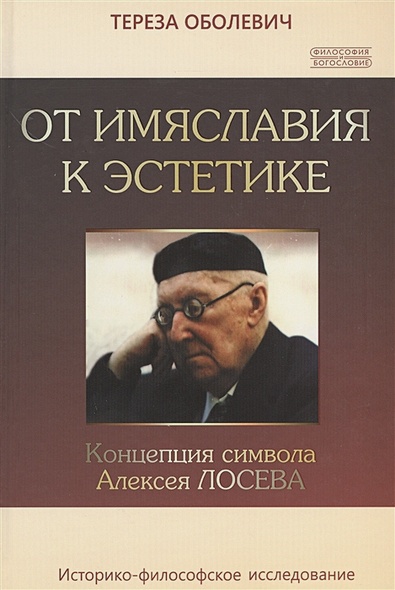 ТЕРЕЗА ОБОЛЕВИЧ
ФИЛОСОФИЯ
И
БОГОСЛОВИЕ
ОТ ИМЯСЛАВИЯ
К ЭСТЕТИКЕ
Концепция символа
Алексея ЛОСЕВА
Историко-философское исследование